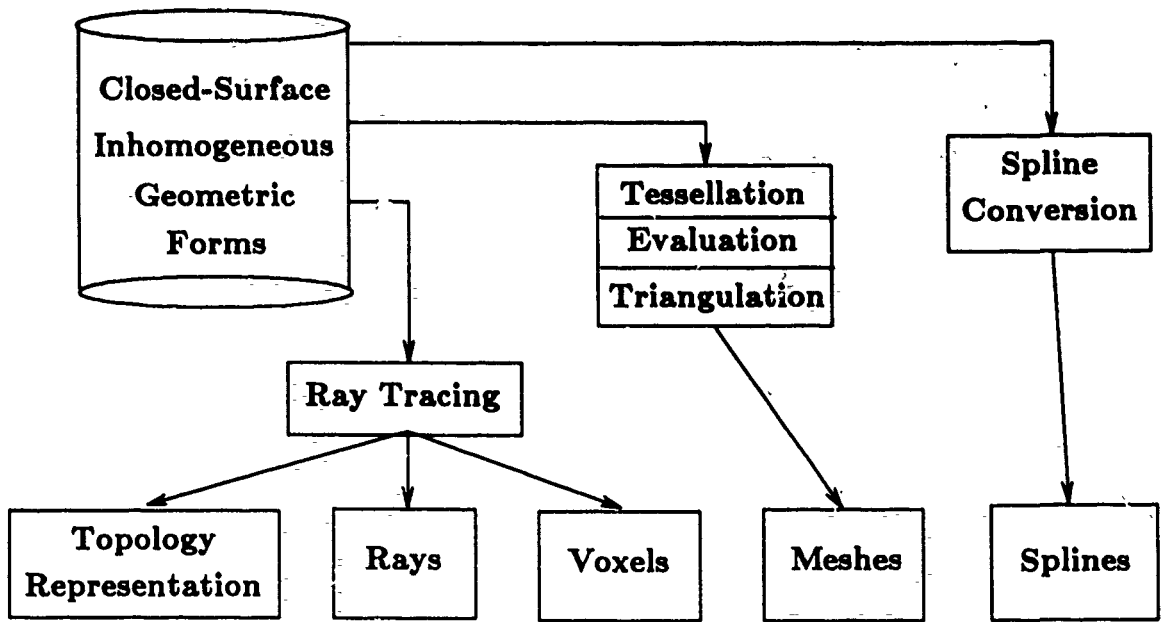 Closed-Surface
Inhomogeneous
Geometric
Forms
Tessellation
Evaluation
Triangulation
Spline
Conversion
Ray Tracing
Topology
Representation
Rays
Voxels
Meshes
Splines